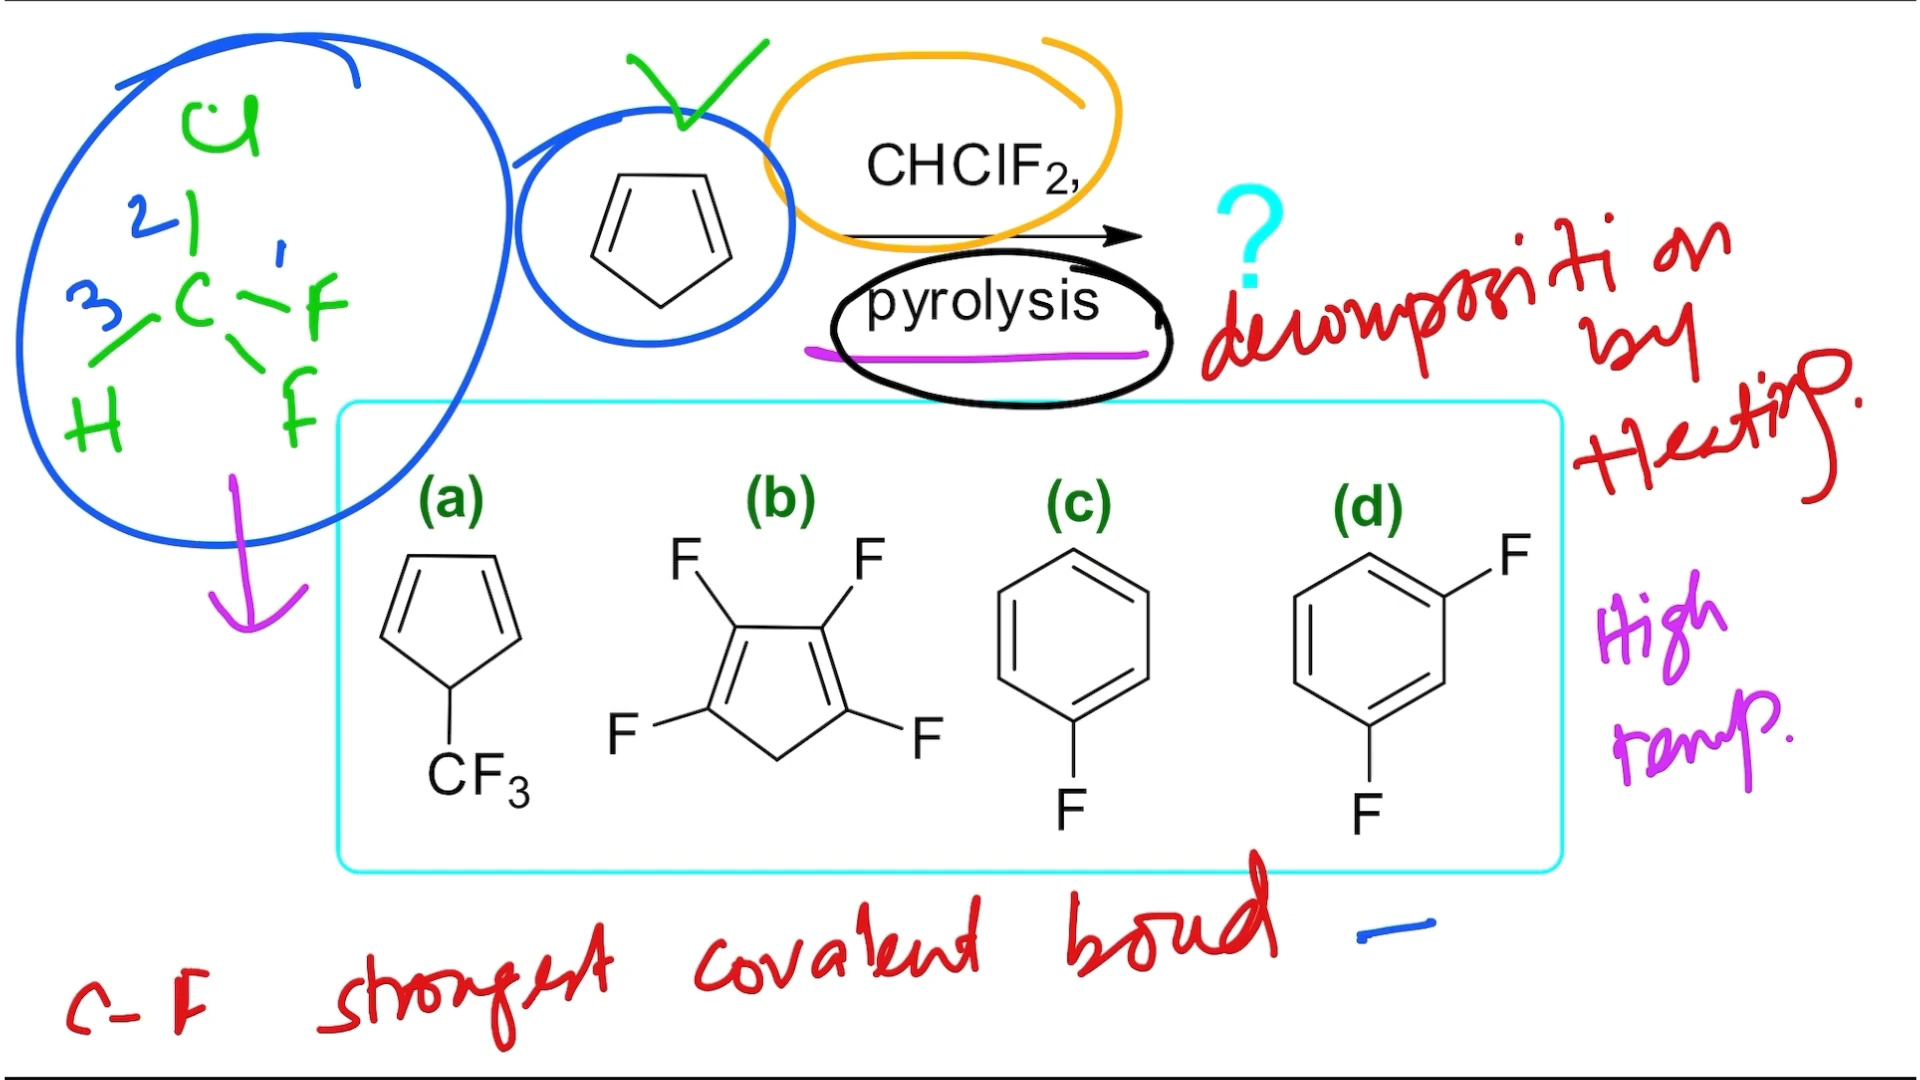 Cl
2
1
3
C
F
H
F
CHClF2,
pyrolysis
?
decomposition
by
Heating.
(a)
(b)
(c)
(d)
F
F
F
F
F
CF3
F
F
High
temp.
C-F strongest covalent bond -